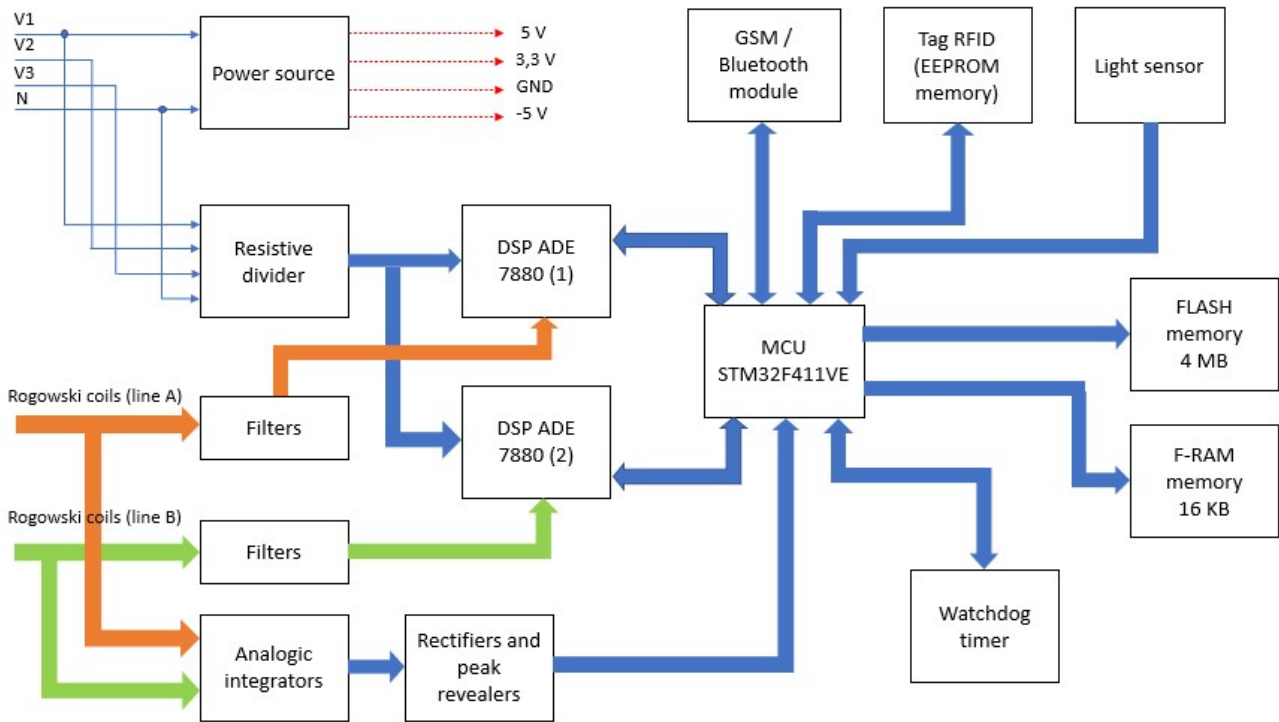 V1
V2
V3
N
Power source
5 V
3,3 V
GND
-5 V
GSM /
Bluetooth
module
Tag RFID
(EEPROM
memory)
Light sensor
Resistive
divider
DSP ADE
7880 (1)
MCU
STM32F411VE
FLASH
memory
4 MB
Rogowski coils (line A)
Filters
DSP ADE
7880 (2)
F-RAM
memory
16 KB
Rogowski coils (line B)
Filters
Analogic
integrators
Rectifiers and
peak
revealers
Watchdog
timer